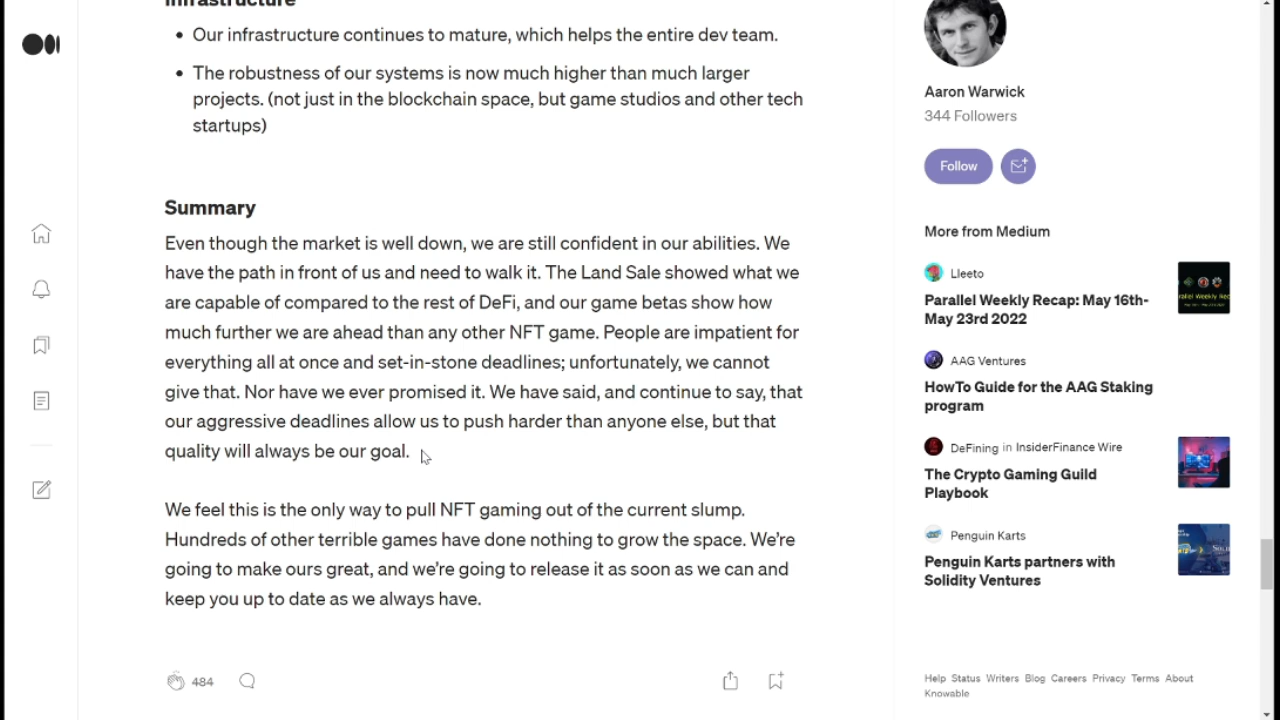 Infrastructure
Our infrastructure continues to mature, which helps the entire dev team.
The robustness of our systems is now much higher than much larger
projects. (not just in the blockchain space, but game studios and other tech
startups)
Summary
Even though the market is well down, we are still confident in our abilities. We
have the path in front of us and need to walk it. The Land Sale showed what we
are capable of compared to the rest of DeFi, and our game betas show how
much further we are ahead than any other NFT game. People are impatient for
everything all at once and set-in-stone deadlines; unfortunately, we cannot
give that. Nor have we ever promised it. We have said, and continue to say, that
our aggressive deadlines allow us to push harder than anyone else, but that
quality will always be our goal.
We feel this is the only way to pull NFT gaming out of the current slump.
Hundreds of other terrible games have done nothing to grow the space. We're
going to make ours great, and we're going to release it as soon as we can and
keep you up to date as we always have.
484
Aaron Warwick
344 Followers
Follow
More from Medium
Lleeto
Parallel Weekly Recap: May 16th-
May 23rd 2022
AAG Ventures
HowTo Guide for the AAG Staking
program
DeFining in InsiderFinance Wire
The Crypto Gaming Guild
Playbook
Penguin Karts
Penguin Karts partners with
Solidity Ventures
Help Status Writers Blog Careers Privacy Terms About
Knowable